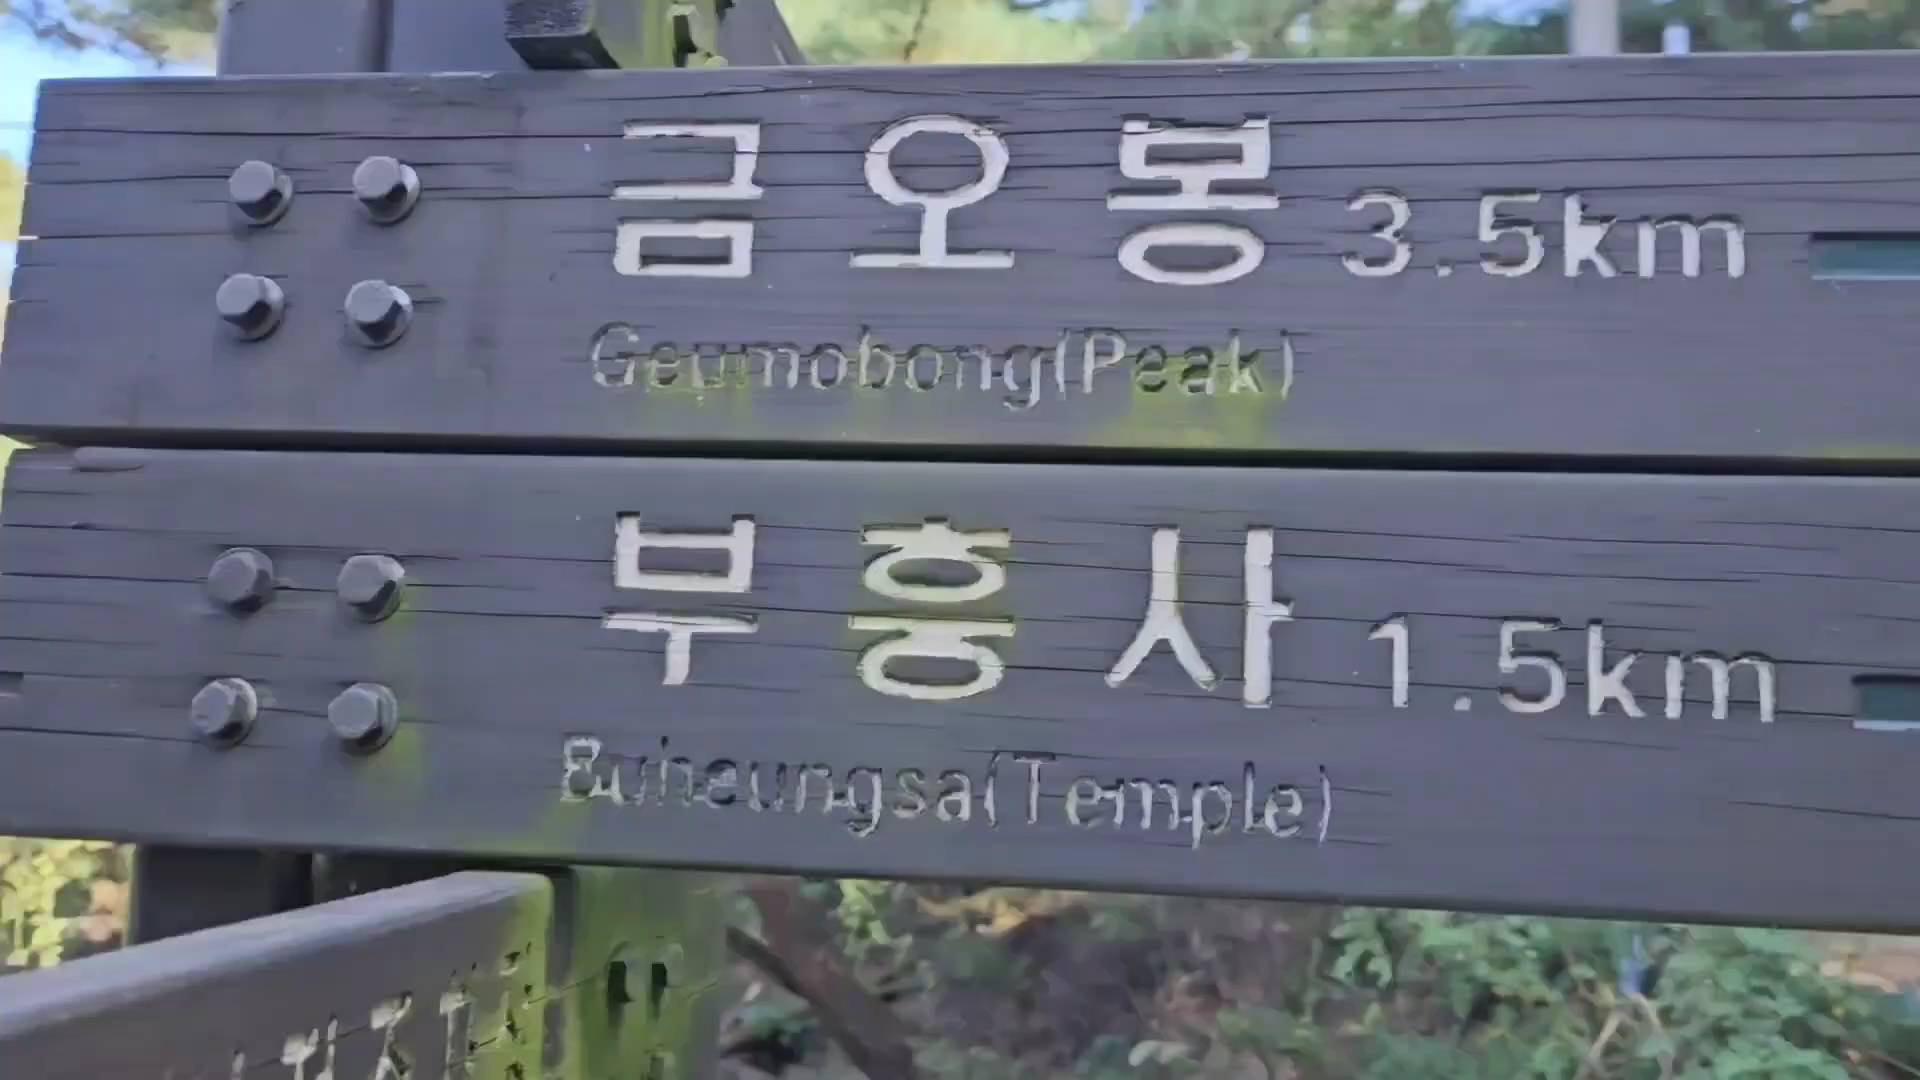 금오봉 3.5km
Geumobong(Peak)
부흥사 1.5km
Buheungsa(Temple)